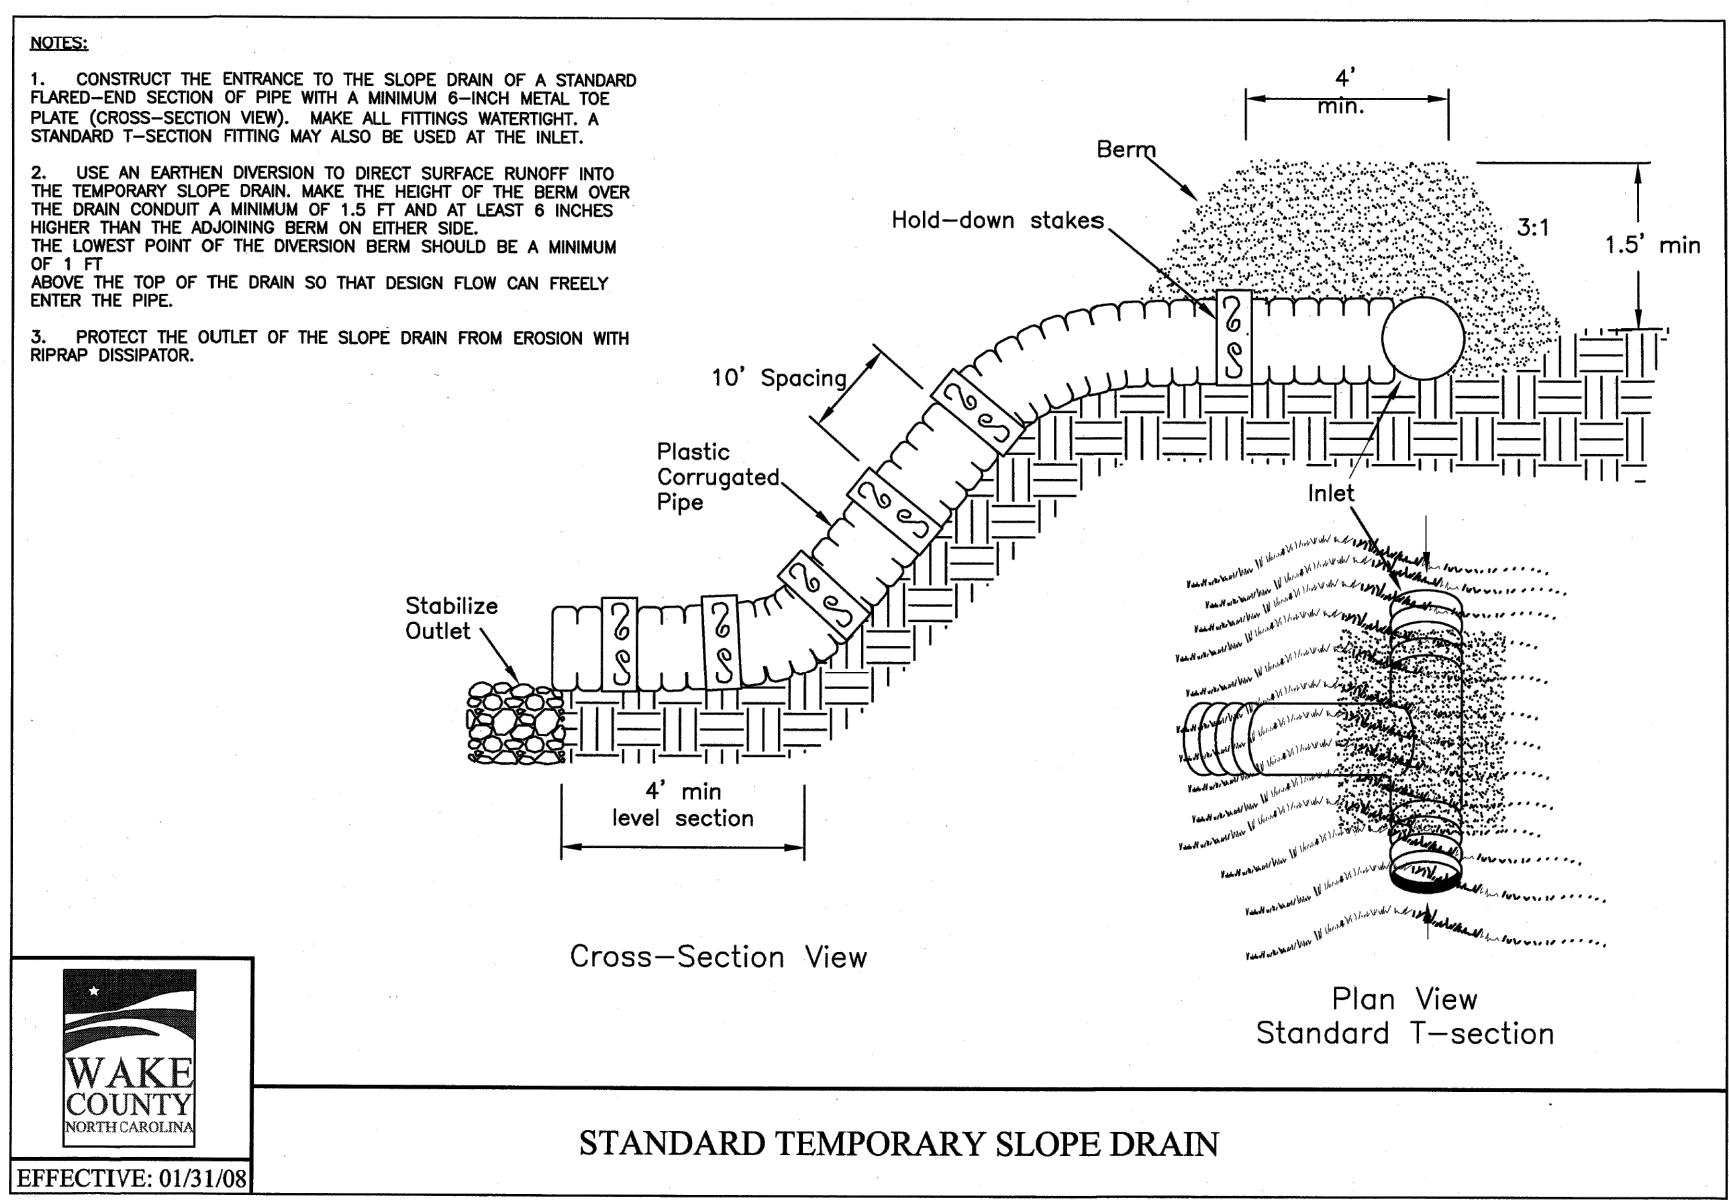 NOTES:
1. CONSTRUCT THE ENTRANCE TO THE SLOPE DRAIN OF A STANDARD
FLARED-END SECTION OF PIPE WITH A MINIMUM 6-INCH METAL TOE
PLATE (CROSS-SECTION VIEW). MAKE ALL FITTINGS WATERTIGHT. A
STANDARD T-SECTION FITTING MAY ALSO BE USED AT THE INLET.
2. USE AN EARTHEN DIVERSION TO DIRECT SURFACE RUNOFF INTO
THE TEMPORARY SLOPE DRAIN. MAKE THE HEIGHT OF THE BERM OVER
THE DRAIN CONDUIT A MINIMUM OF 1.5 FT AND AT LEAST 6 INCHES
HIGHER THAN THE ADJOINING BERM ON EITHER SIDE.
THE LOWEST POINT OF THE DIVERSION BERM SHOULD BE A MINIMUM
OF 1 FT
ABOVE THE TOP OF THE DRAIN SO THAT DESIGN FLOW CAN FREELY
ENTER THE PIPE.
3. PROTECT THE OUTLET OF THE SLOPE DRAIN FROM EROSION WITH
RIPRAP DISSIPATOR.
4'
min.
Berm
Hold-down stakes
3:1
1.5' min
10' Spacing
Plastic
Corrugated
Pipe
Inlet
Stabilize
Outlet
4' min
level section
Cross-Section View
Plan View
Standard T-section
WAKE
COUNTY
NORTH CAROLINA
EFFECTIVE: 01/31/08
STANDARD TEMPORARY SLOPE DRAIN